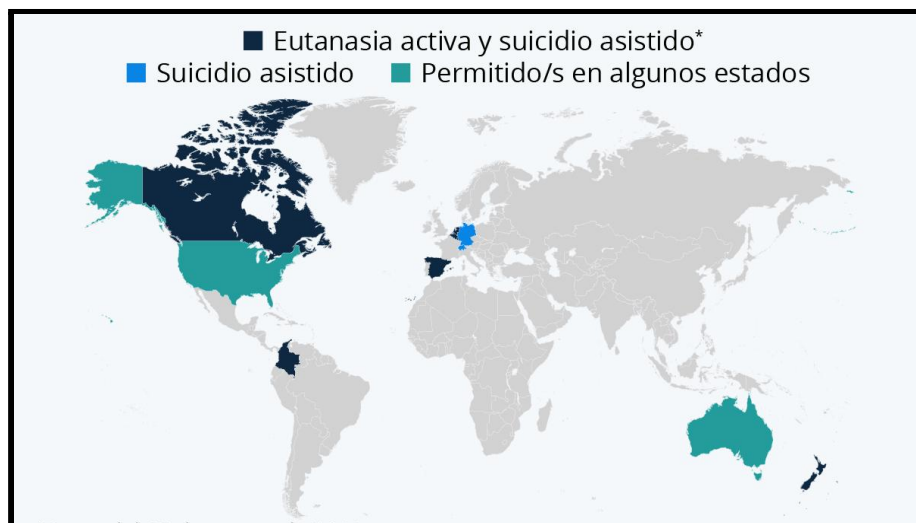 Eutanasia activa y suicidio asistido*
Suicidio asistido Permitido/s en algunos estados